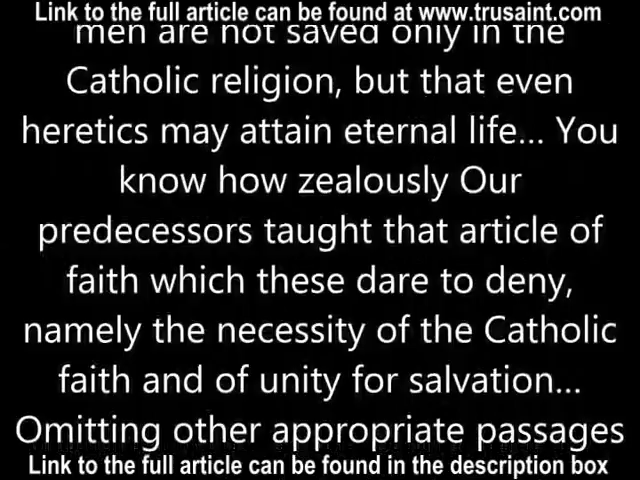 Link to the full article can be found at www.trusaint.com
men are not saved only in the
Catholic religion, but that even
heretics may attain eternal life... You
know how zealously Our
predecessors taught that article of
faith which these dare to deny,
namely the necessity of the Catholic
faith and of unity for salvation...
Omitting other appropriate passages
Link to the full article can be found in the description box